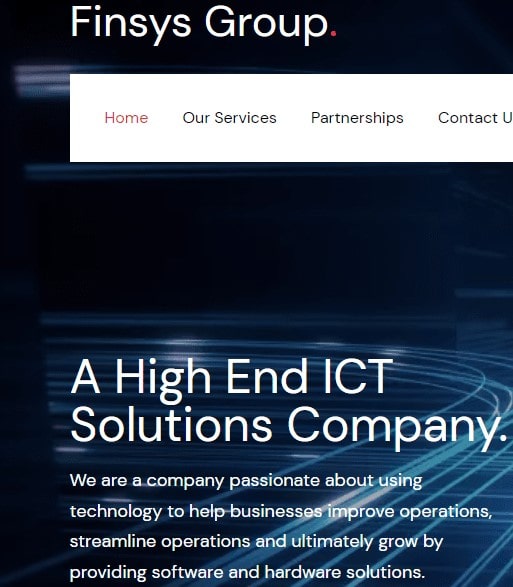 Finsys Group.
Home Our Services Partnerships Contact U
A High End ICT
Solutions Company.
We are a company passionate about using
technology to help businesses improve operations,
streamline operations and ultimately grow by
providing software and hardware solutions.